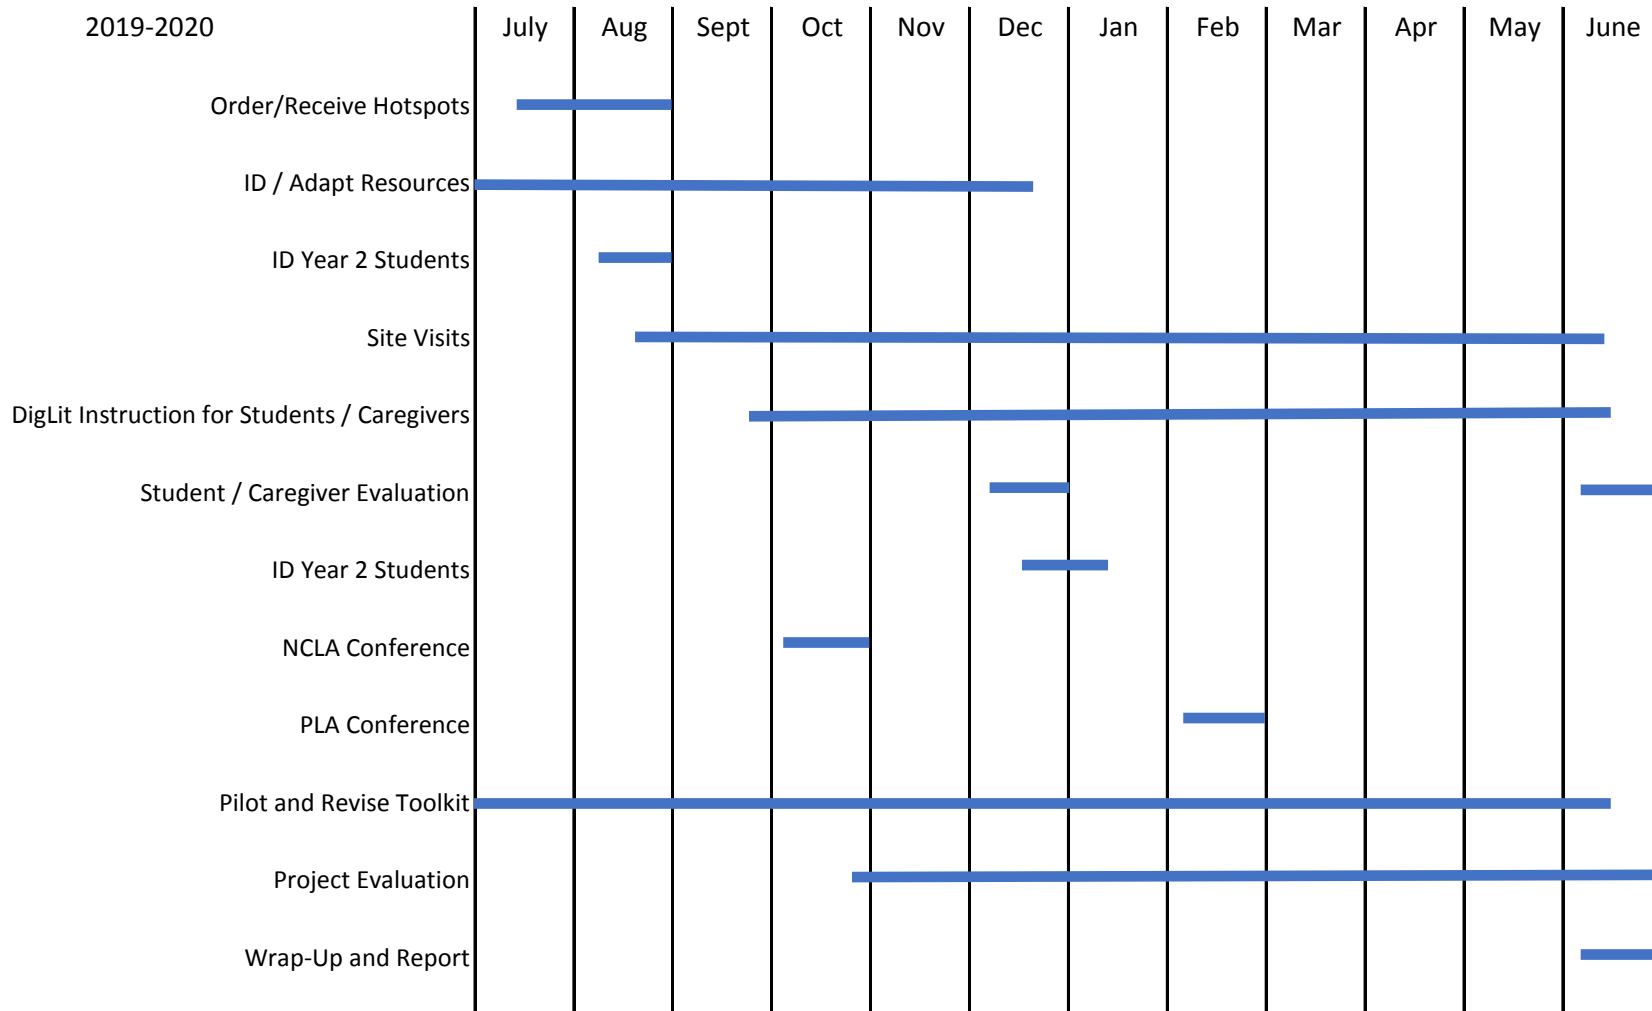 2019-2020 July Aug Sept Oct Nov Dec Jan Feb Mar Apr May June
Order/Receive Hotspots
ID / Adapt Resources
ID Year 2 Students
Site Visits
DigLit Instruction for Students / Caregivers
Student / Caregiver Evaluation
ID Year 2 Students
NCLA Conference
PLA Conference
Pilot and Revise Toolkit
Project Evaluation
Wrap-Up and Report